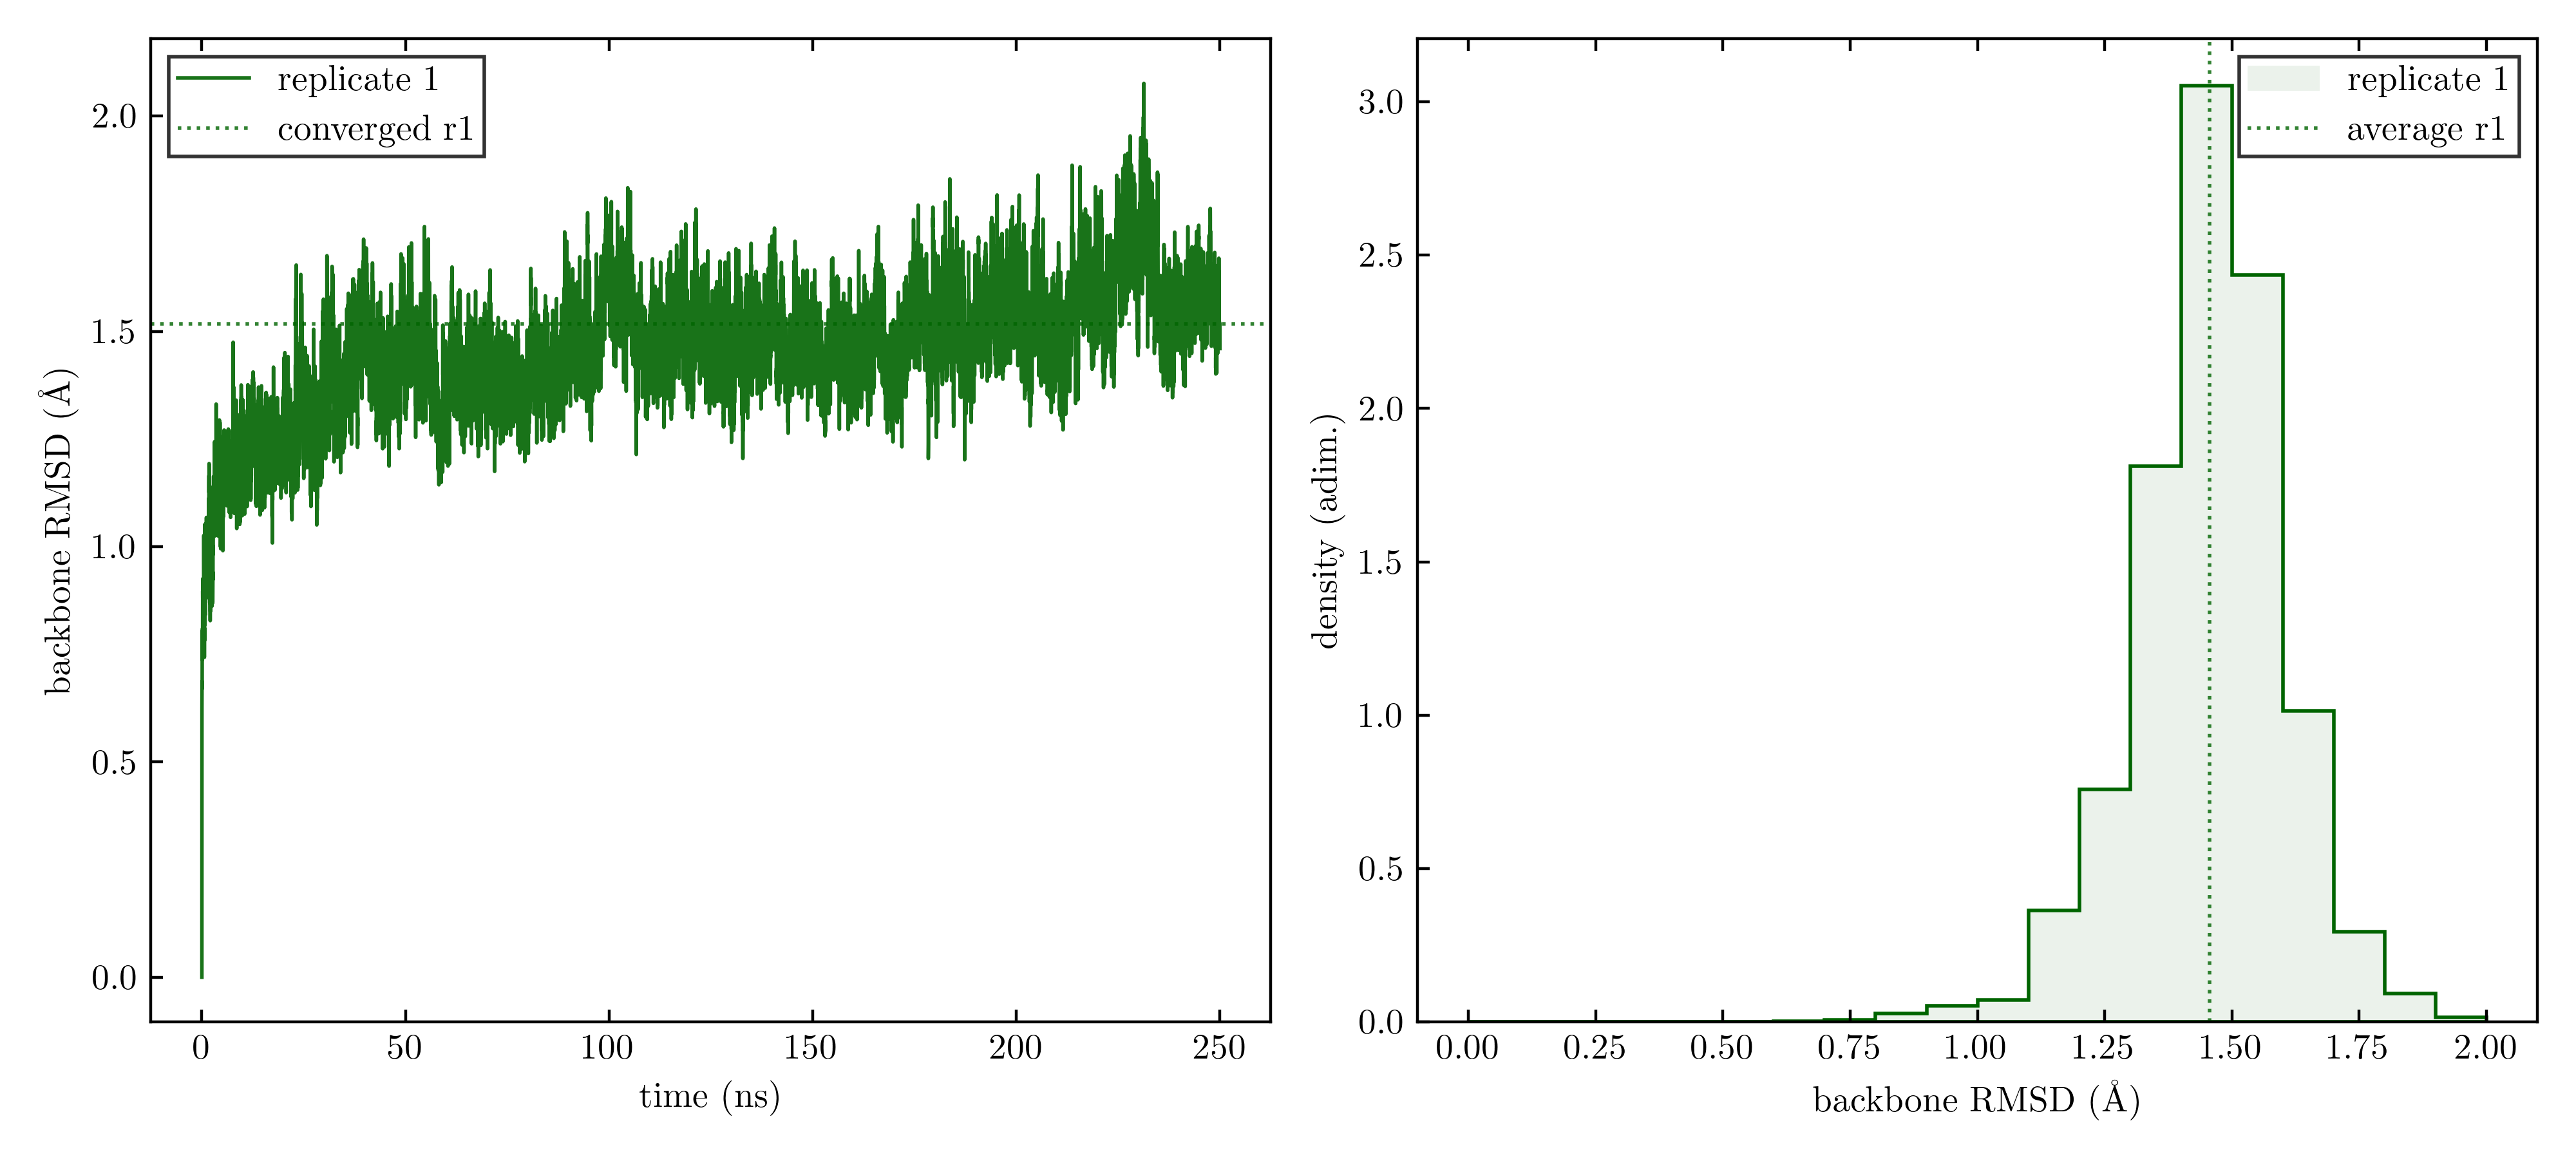 replicate 1
converged r1
2.0
1.5
1.0
0.5
0.0
backbone RMSD (Å)
0 50 100 150 200 250
time (ns)
replicate 1
average r1
3.0
2.5
2.0
1.5
1.0
0.5
0.0
density (adim.)
0.00 0.25 0.50 0.75 1.00 1.25 1.50 1.75 2.00
backbone RMSD (Å)